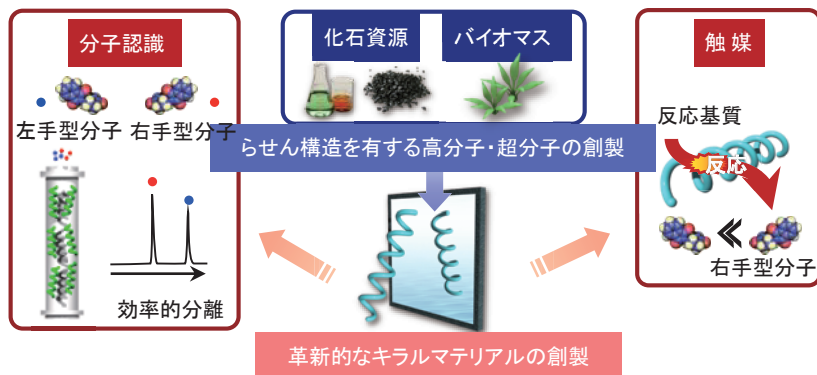 分子認識
左手型分子 右手型分子
効率的分離
化石資源
バイオマス
らせん構造を有する高分子・超分子の創製
革新的なキラルマテリアルの創製
触媒
反応基質
反応
右手型分子